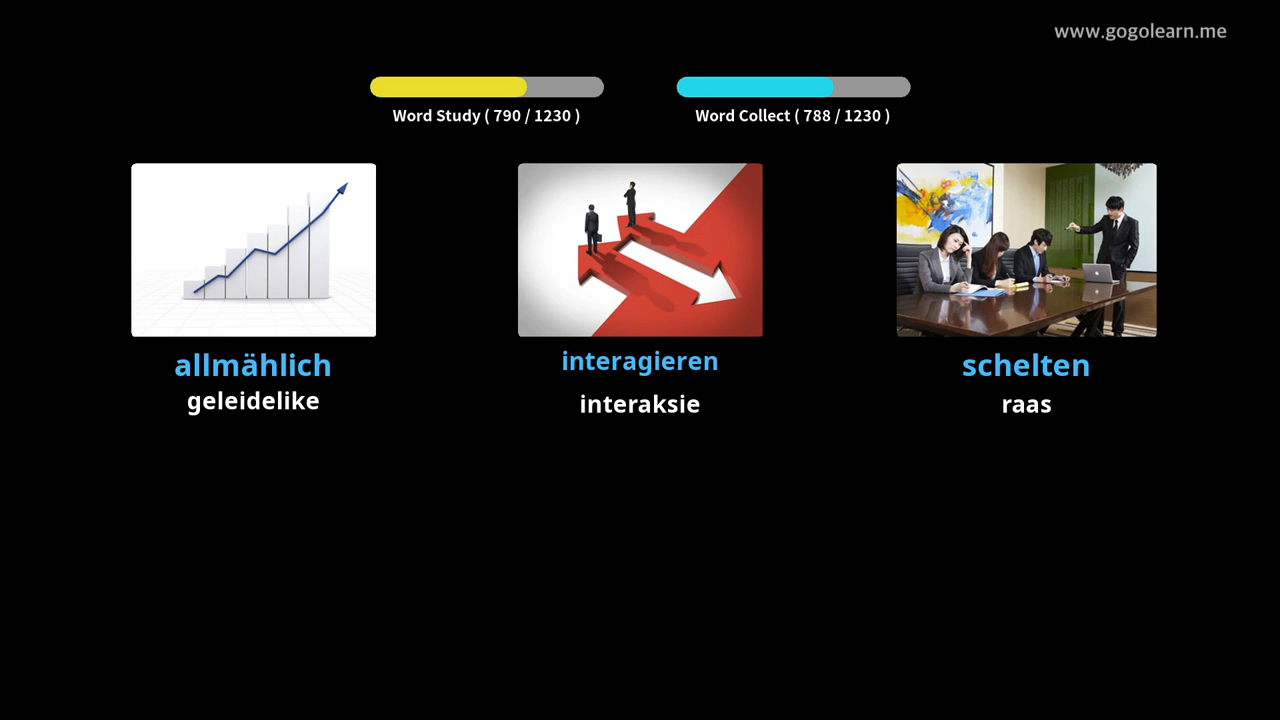 www.gogolearn.me
Word Study ( 790 / 1230 )
Word Collect ( 788 / 1230 )
allmählich
geleidelike
interagieren
interaksie
schelten
raas